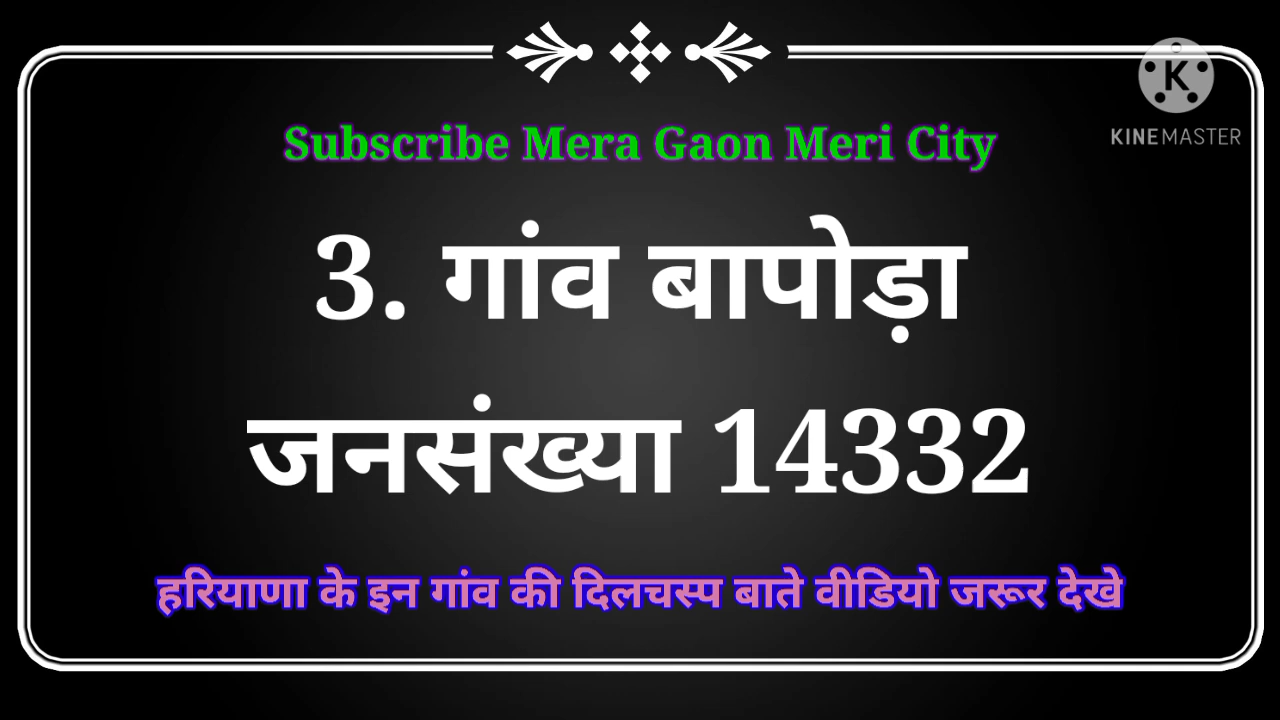 K
KINEMASTER
Subscribe Mera Gaon Meri City
3. गांव बापोड़ा
जनसंख्या 14332
हरियाणा के इन गांव की दिलचस्प बाते वीडियो जरूर देखे